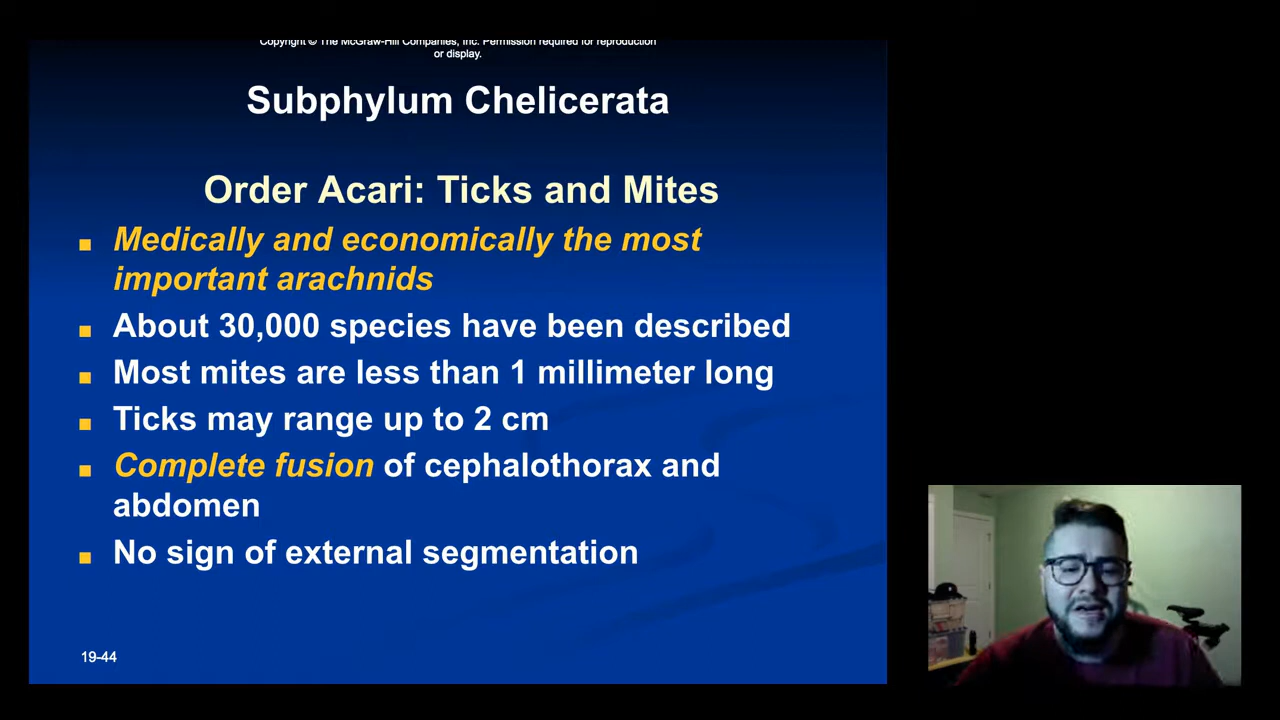 Copyright © The McGraw-Hill Companies, Inc. Permission required for reproduction
or display.
Subphylum Chelicerata
Order Acari: Ticks and Mites
Medically and economically the most
important arachnids
About 30,000 species have been described
Most mites are less than 1 millimeter long
Ticks may range up to 2 cm
Complete fusion of cephalothorax and
abdomen
No sign of external segmentation
19-44